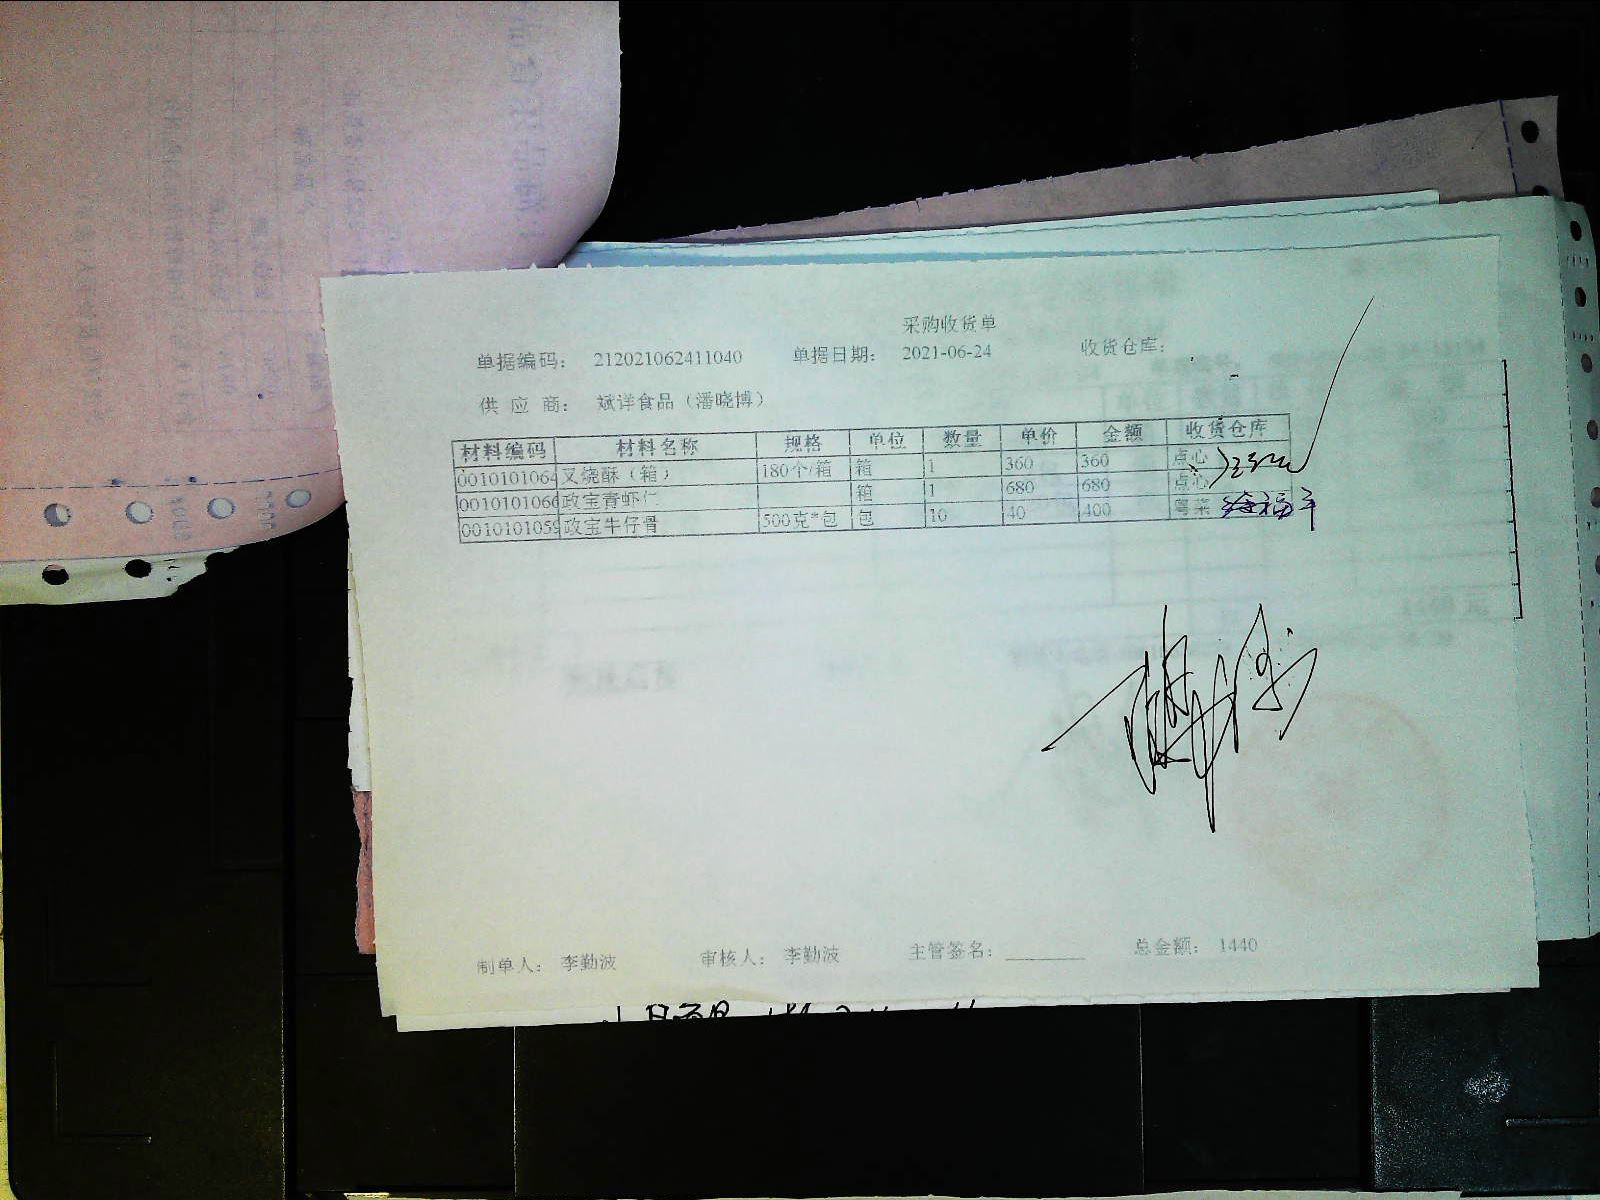 采购收货单
单据编码： 212021062411040 单据日期： 2021-06-24 收货仓库：
供 应 商： 斌详食品（潘晓博）
材料编码 材料名称 规格 单位 数量 单价 金额 收货仓库
0010101064 叉烧酥（箱） 180个/箱 箱 1 360 360 点心
0010101066 政宝青虾仁 箱 1 680 680 点心
0010101059 政宝牛仔骨 500克*包 包 10 40 400 粤菜
制单人： 李勤波 审核人： 李勤波 主管签名： 总金额： 1440